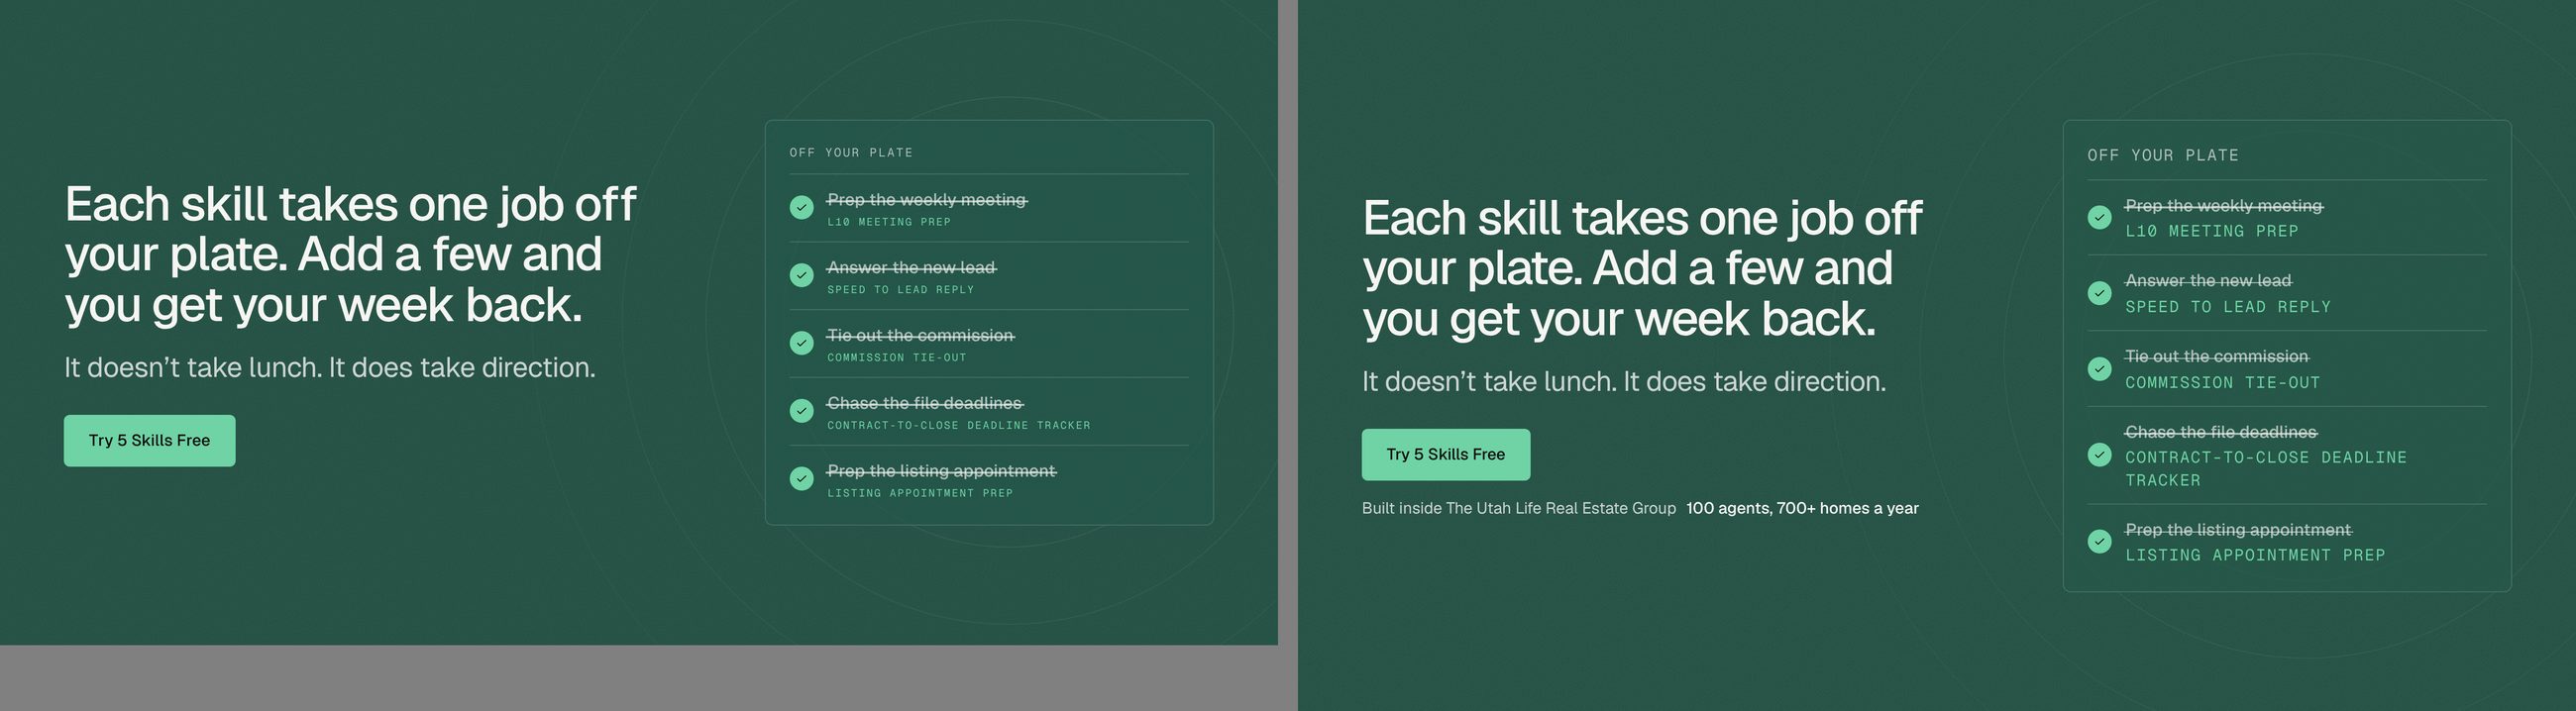 Each skill takes one job off
your plate. Add a few and
you get your week back.
It doesn’t take lunch. It does take direction.
Try 5 Skills Free
OFF YOUR PLATE
Prep the weekly meeting
L10 MEETING PREP
Answer the new lead
SPEED TO LEAD REPLY
Tie out the commission
COMMISSION TIE-OUT
Chase the file deadlines
CONTRACT-TO-CLOSE DEADLINE TRACKER
Prep the listing appointment
LISTING APPOINTMENT PREP
Each skill takes one job off
your plate. Add a few and
you get your week back.
It doesn’t take lunch. It does take direction.
Try 5 Skills Free
Built inside The Utah Life Real Estate Group 100 agents, 700+ homes a year
OFF YOUR PLATE
Prep the weekly meeting
L10 MEETING PREP
Answer the new lead
SPEED TO LEAD REPLY
Tie out the commission
COMMISSION TIE-OUT
Chase the file deadlines
CONTRACT-TO-CLOSE DEADLINE
TRACKER
Prep the listing appointment
LISTING APPOINTMENT PREP